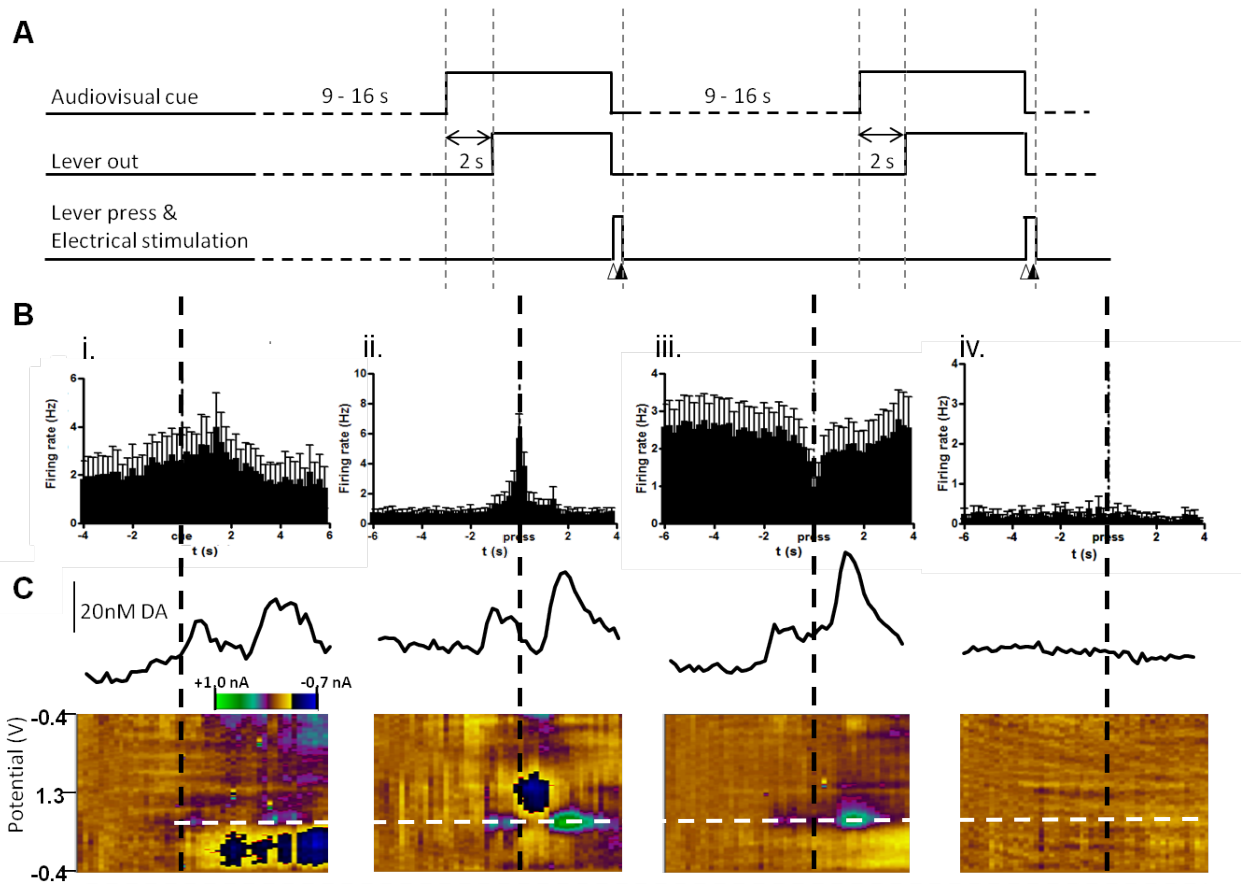 A
Audiovisual cue
9 - 16 s
9 - 16 s
Lever out
2 s
2 s
Lever press &
Electrical stimulation
B
i.
ii.
iii.
iv.
Firing rate (Hz)
6
4
2
0
-4
-2
cue
2
4
6
t (s)
Firing rate (Hz)
10
8
6
4
2
0
-6
-4
-2
press
2
4
t (s)
Firing rate (Hz)
4
3
2
1
0
-6
-4
-2
press
2
4
t (s)
Firing rate (Hz)
4
3
2
1
0
-6
-4
-2
press
2
4
t (s)
C
20nM DA
+1.0 nA
-0.7 nA
Potential (V)
-0.4
1.3
-0.4